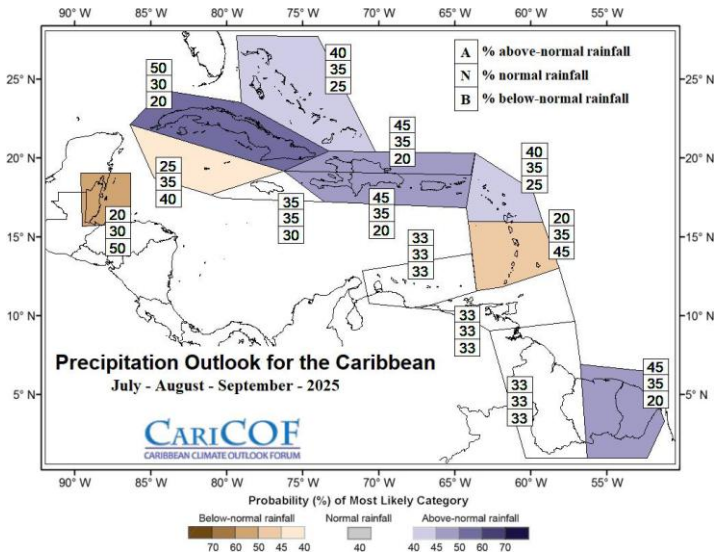 A % above-normal rainfall
N % normal rainfall
B % below-normal rainfall
25° N
20° N
15° N
10° N
5° N
50
30
20
40
35
25
45
35
20
40
35
25
25
35
40
20
30
50
35
35
30
45
35
20
20
35
45
33
33
33
33
33
33
33
33
33
45
35
20
Precipitation Outlook for the Caribbean
July - August - September - 2025
CARICOF
CARIBBEAN CLIMATE OUTLOOK FORUM
90° W 85° W 80° W 75° W 70° W 65° W 60° W 55° W
Probability (%) of Most Likely Category
Below-normal rainfall Normal rainfall Above-normal rainfall
70 60 50 45 40 40 40 45 50 60 70